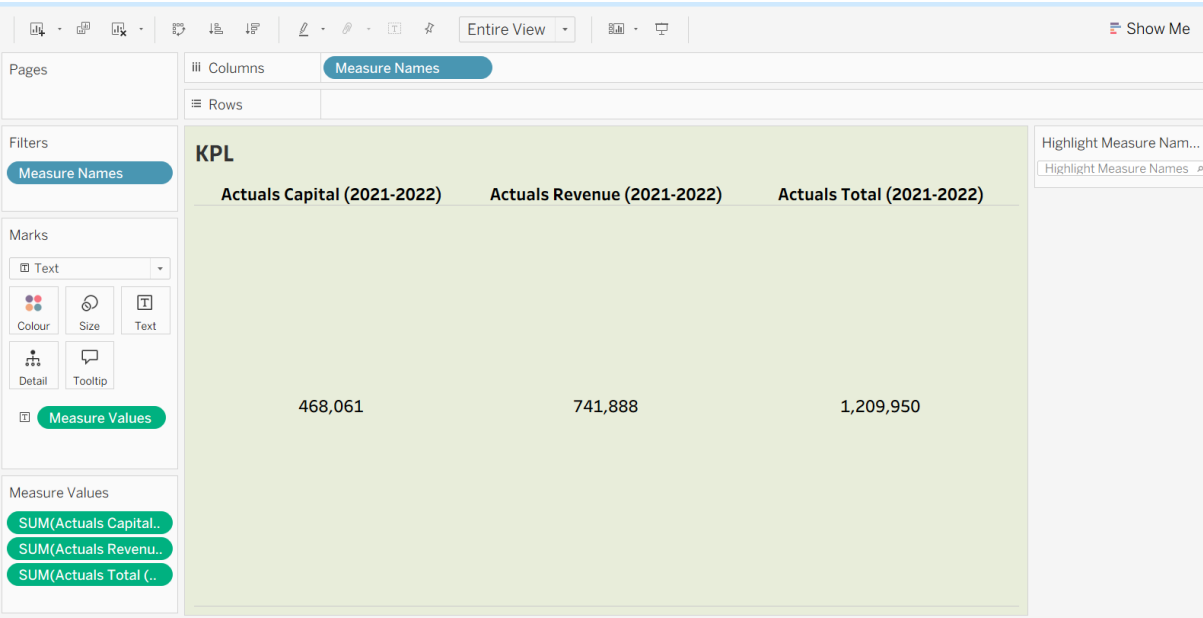 Entire View
Show Me
Pages
Columns
Measure Names
Rows
Filters
Measure Names
KPL
Highlight Measure Nam...
Highlight Measure Names
Actuals Capital (2021-2022) Actuals Revenue (2021-2022) Actuals Total (2021-2022)
Marks
Text
Colour Size Text
Detail Tooltip
468,061 741,888 1,209,950
Measure Values
Measure Values
SUM(Actuals Capital..
SUM(Actuals Revenu..
SUM(Actuals Total (..